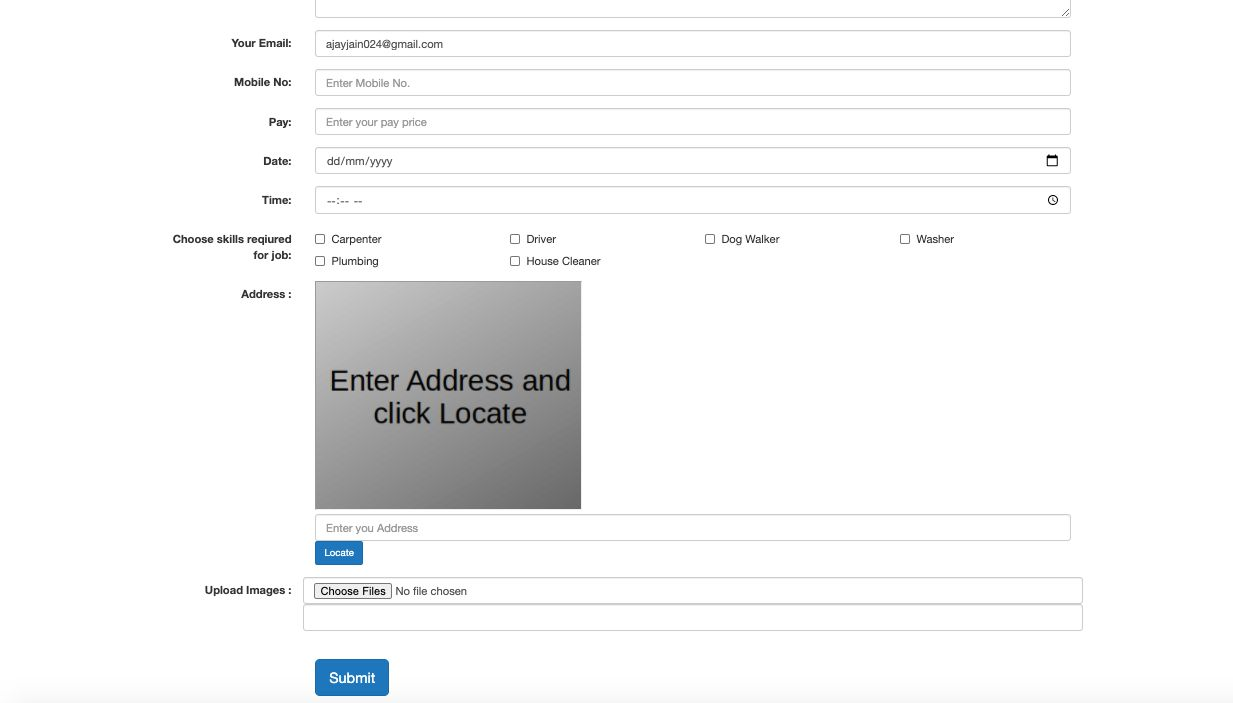 Your Email: ajayjain024@gmail.com
Mobile No: Enter Mobile No.
Pay: Enter your pay price
Date: dd/mm/yyyy
Time: --:-- --
Choose skills reqiured
for job:
Carpenter Driver Dog Walker Washer
Plumbing House Cleaner
Address :
Enter Address and
click Locate
Enter you Address
Locate
Upload Images : Choose Files No file chosen
Submit